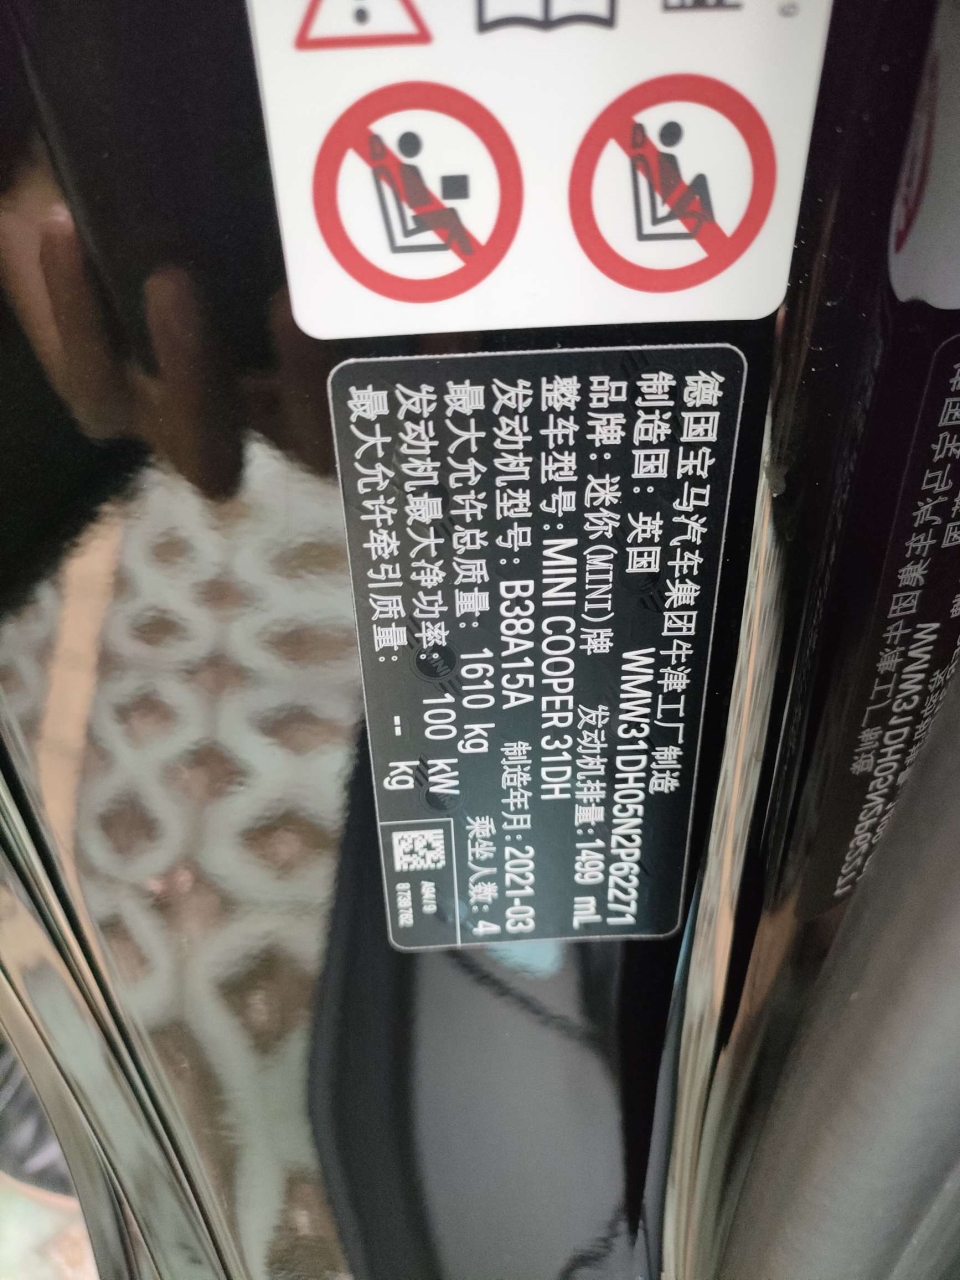 德国宝马汽车集团牛津工厂制造
制造国：英国 WMW31DH05N2P62271
品牌：迷你(MINI)牌 发动机排量:1499 mL
整车型号：MINI COOPER 31DH
发动机型号：B38A15A 制造年月：2021-03
最大允许总质量：1610 kg 乘坐人数：4
发动机最大净功率：100 kW
最大允许牵引质量： -- kg
9739782